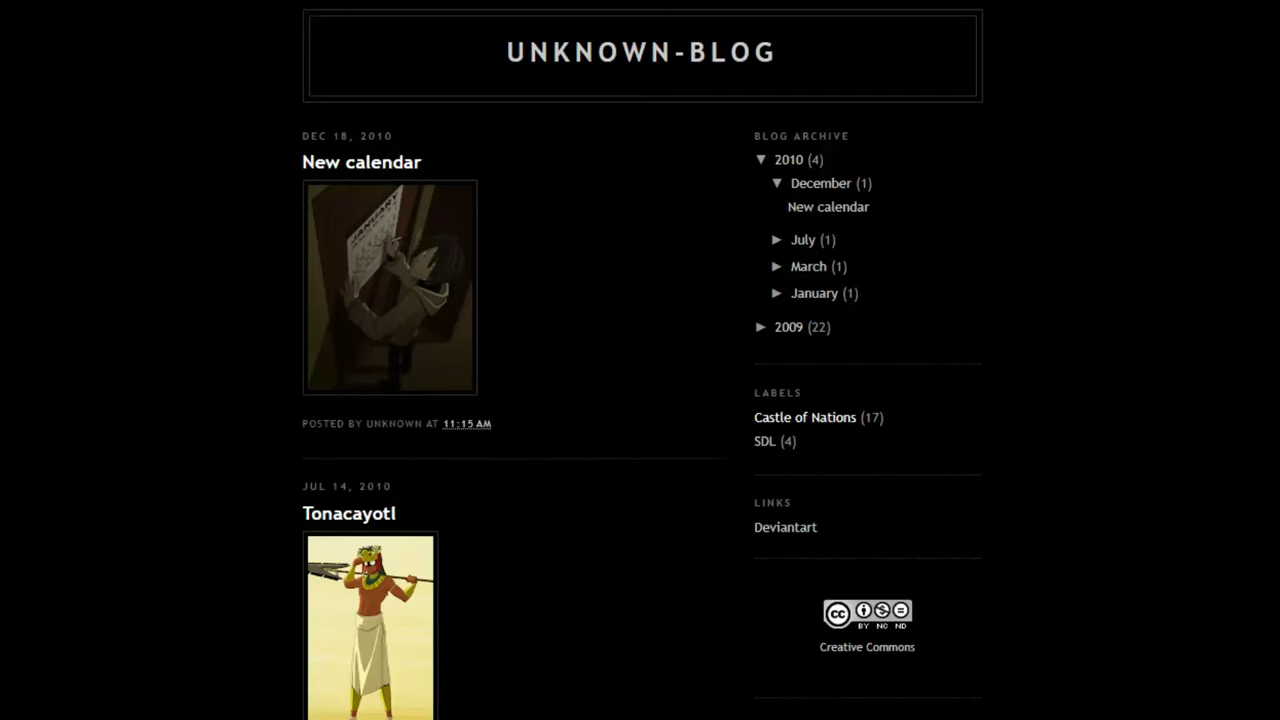 UNKNOWN-BLOG
DEC 18, 2010
New calendar
JANUARY
POSTED BY UNKNOWN AT 11:15 AM
JUL 14, 2010
Tonacayotl
BLOG ARCHIVE
▼ 2010 (4)
▼ December (1)
New calendar
► July (1)
► March (1)
► January (1)
► 2009 (22)
LABELS
Castle of Nations (17)
SDL (4)
LINKS
Deviantart
cc
BY NC ND
Creative Commons